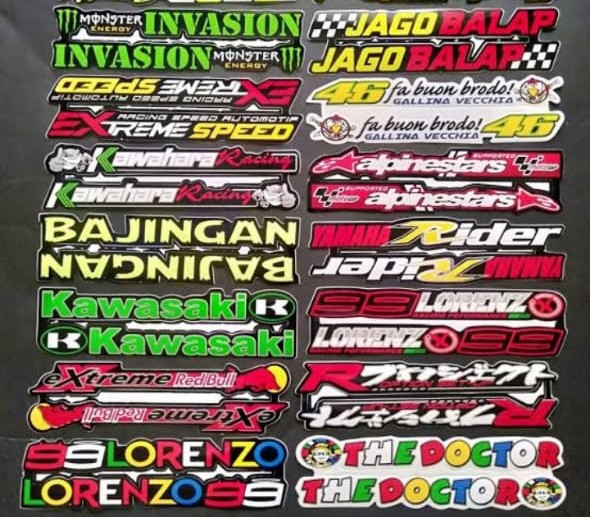 MONSTER ENERGY INVASION
INVASION MONSTER ENERGY
EXTREME SPEED
RACING SPEED AUTOMOTIF
RACING SPEED AUTOMOTIF
EXTREME SPEED
Kawahara Racing
Kawahara Racing
BAJINGAN
BAJINGAN
Kawasaki K
K Kawasaki
eXtreme Red Bull
eXtreme Red Bull
99 LORENZO
LORENZO 99
JAGO BALAP
JAGO BALAP
46 fa buon brodo!
GALLINA VECCHIA
fa buon brodo! 46
GALLINA VECCHIA
alpinestars SUPPORTED
SUPPORTED alpinestars
YAMAHA Rider
YAMAHA Rider
99 LORENZO
LORENZO 99
R
R
THE DOCTOR
THE DOCTOR